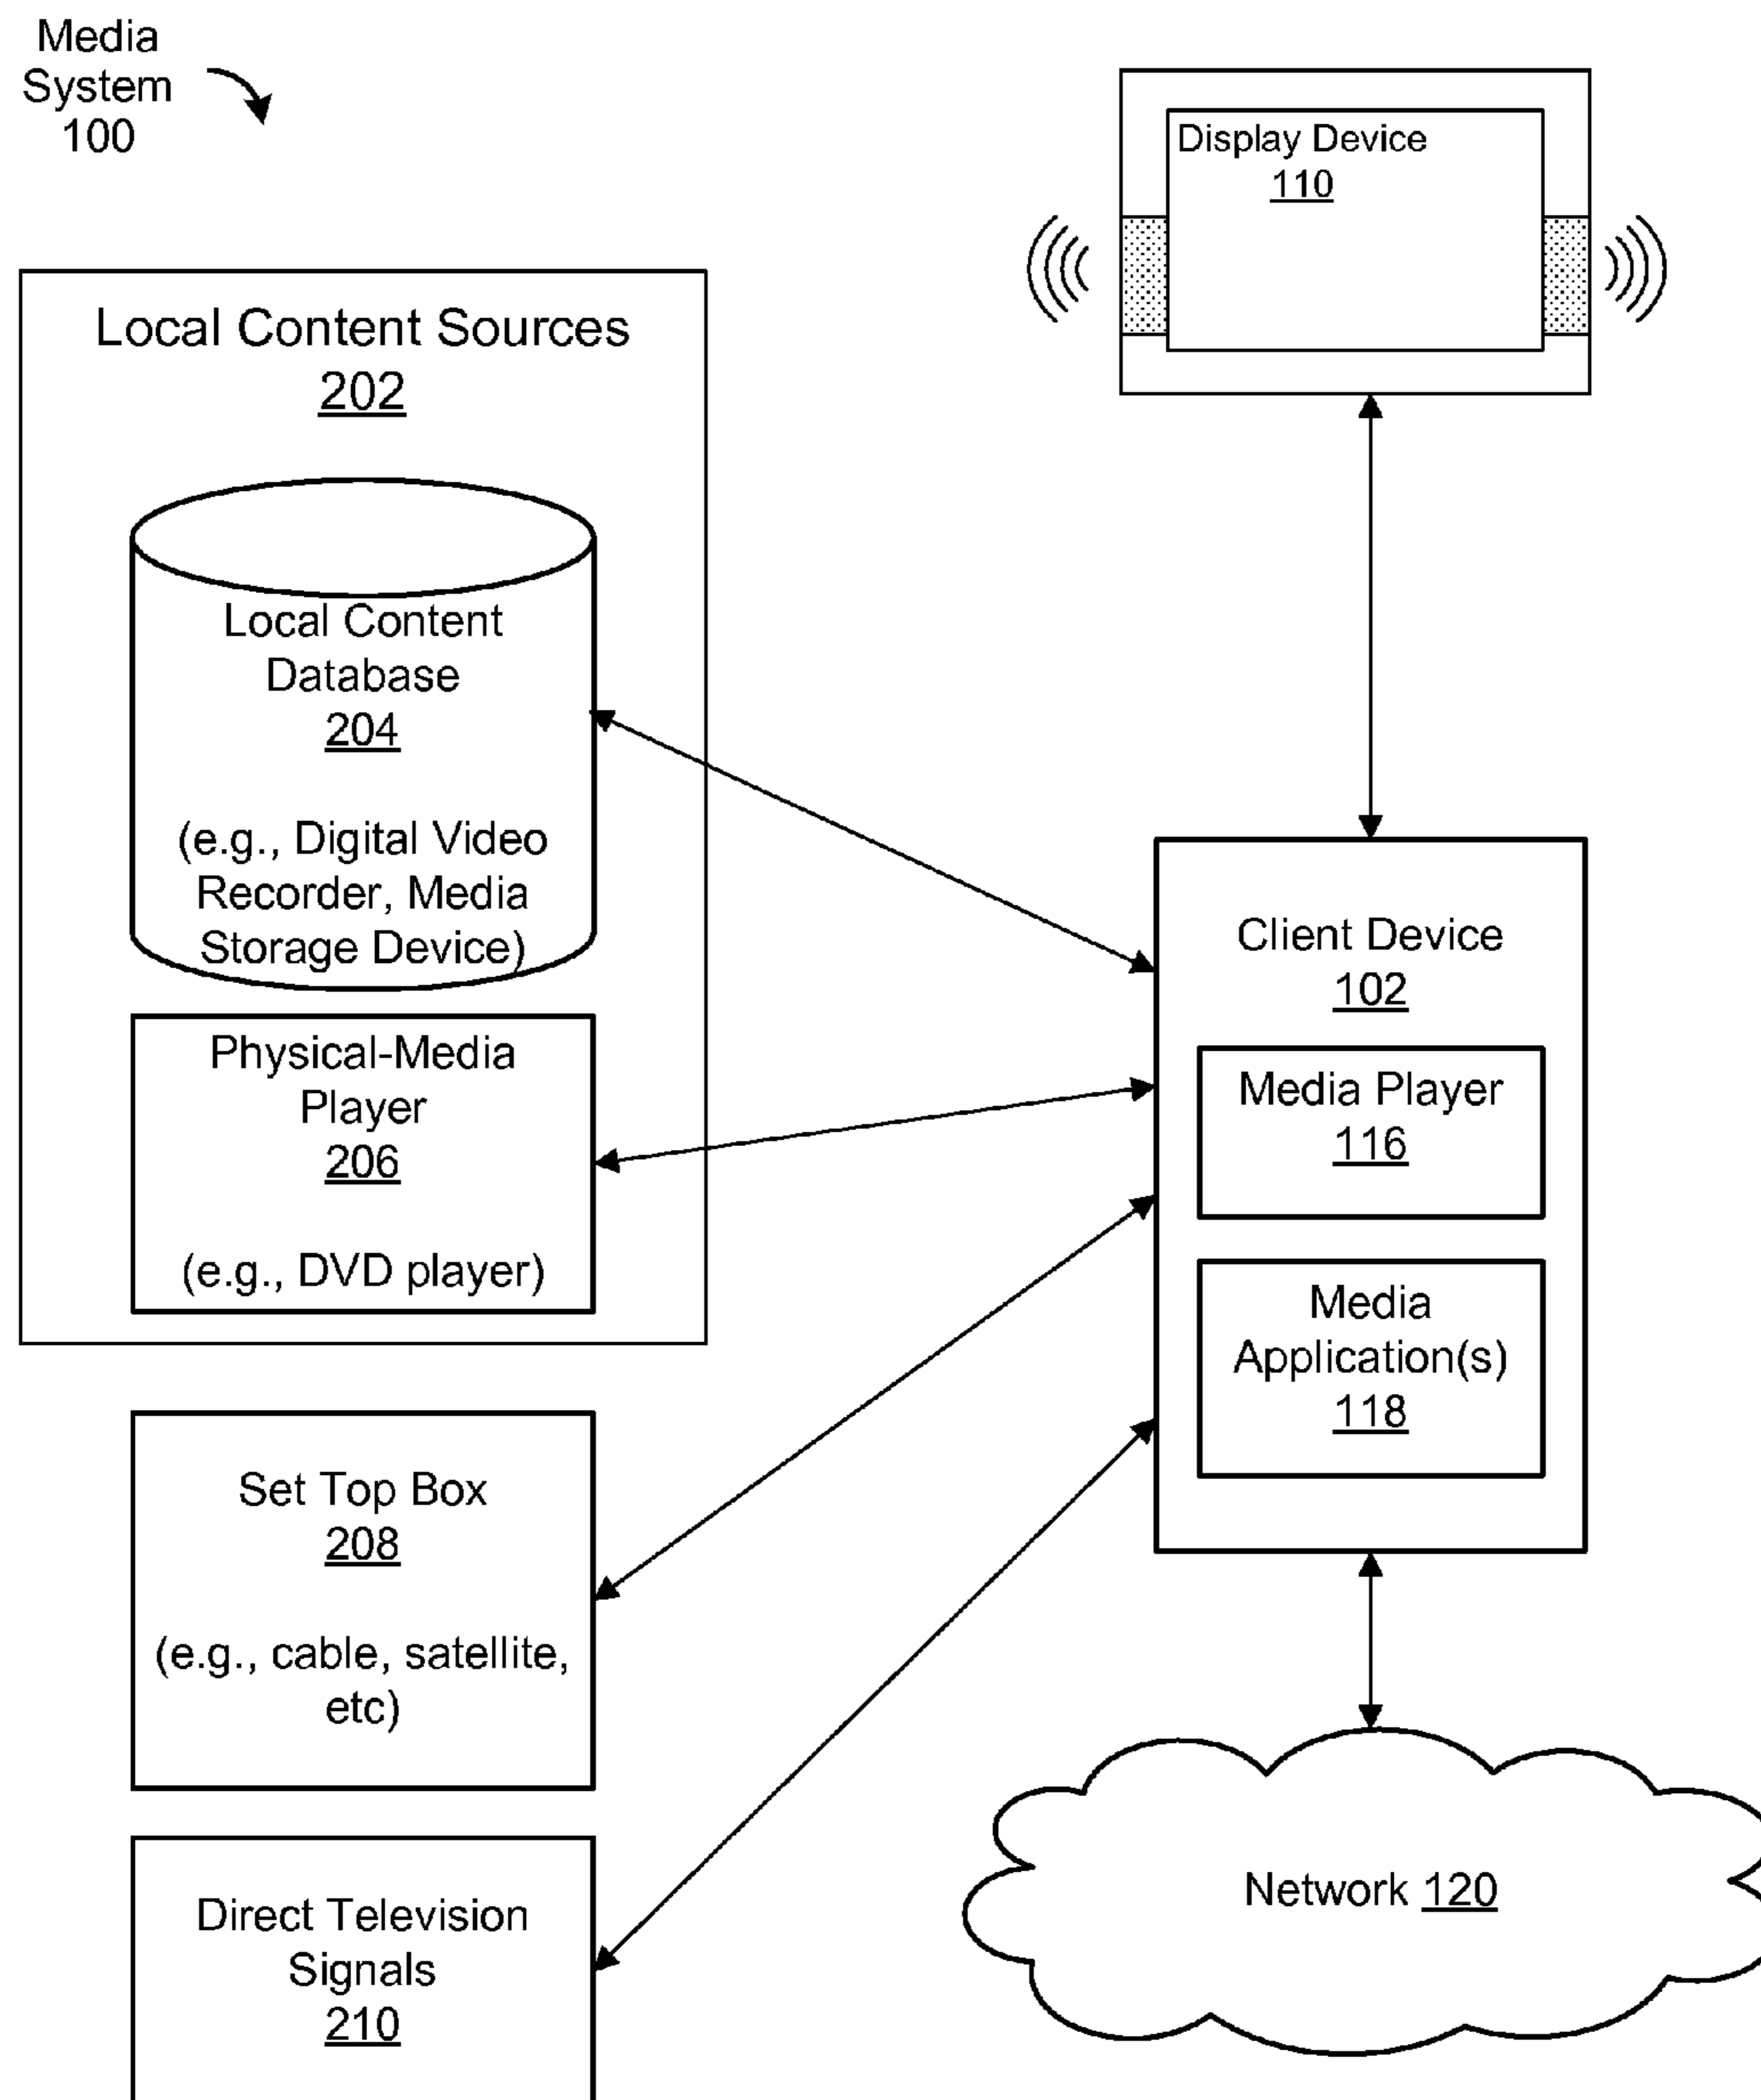 Media
System
100
Display Device
110
Local Content Sources
202
Local Content
Database
204
(e.g., Digital Video
Recorder, Media
Storage Device)
Physical-Media
Player
206
(e.g., DVD player)
Client Device
102
Media Player
116
Media
Application(s)
118
Set Top Box
208
(e.g., cable, satellite,
etc)
Direct Television
Signals
210
Network 120